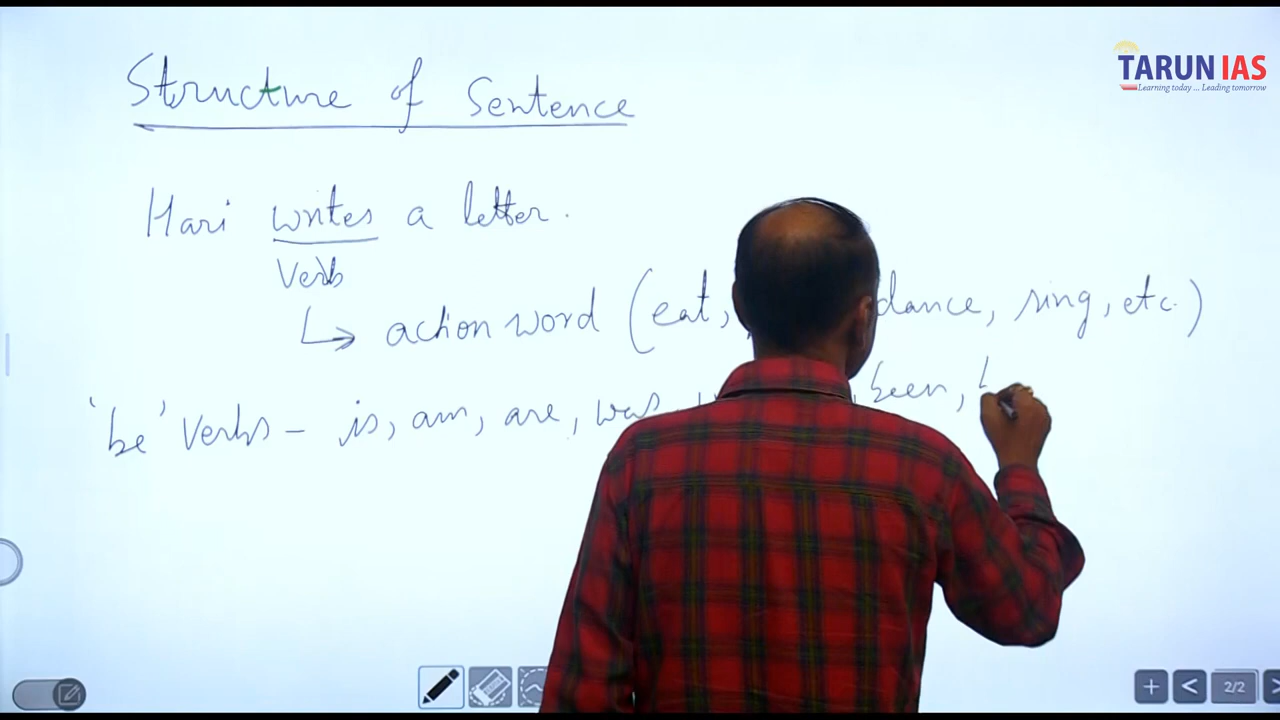 TARUN IAS
Learning today ... Leading tomorrow
Structure of Sentence
Hari writes a letter.
Verb
↳ action word (eat, dance, sing, etc.)
'be' Verbs – is, am, are, was, been,
2/2